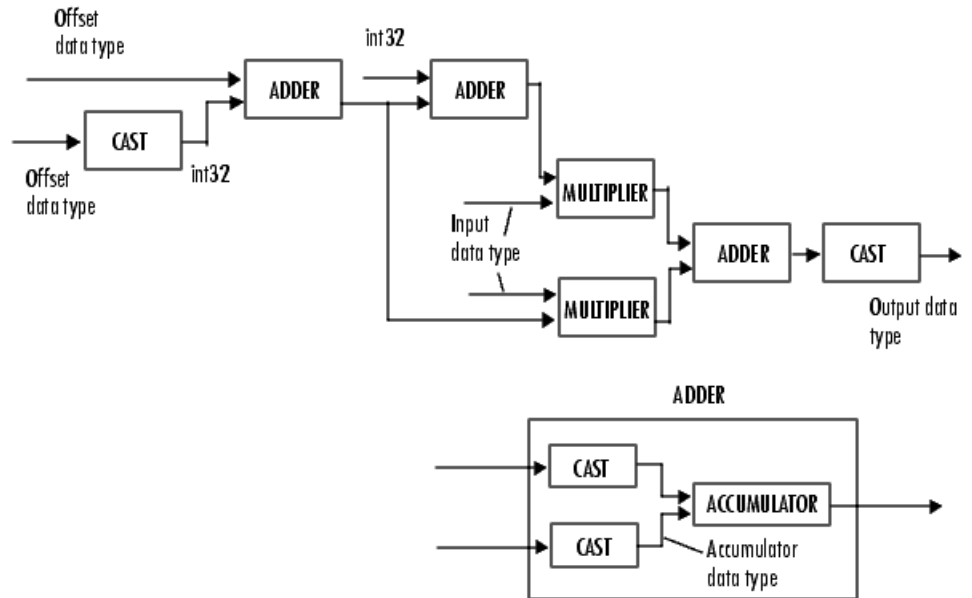 Offset
data type
int32
ADDER
ADDER
CAST
int32
Offset
data type
MULTIPLIER
Input
data type
ADDER
CAST
MULTIPLIER
Output data
type
ADDER
CAST
ACCUMULATOR
CAST
Accumulator
data type